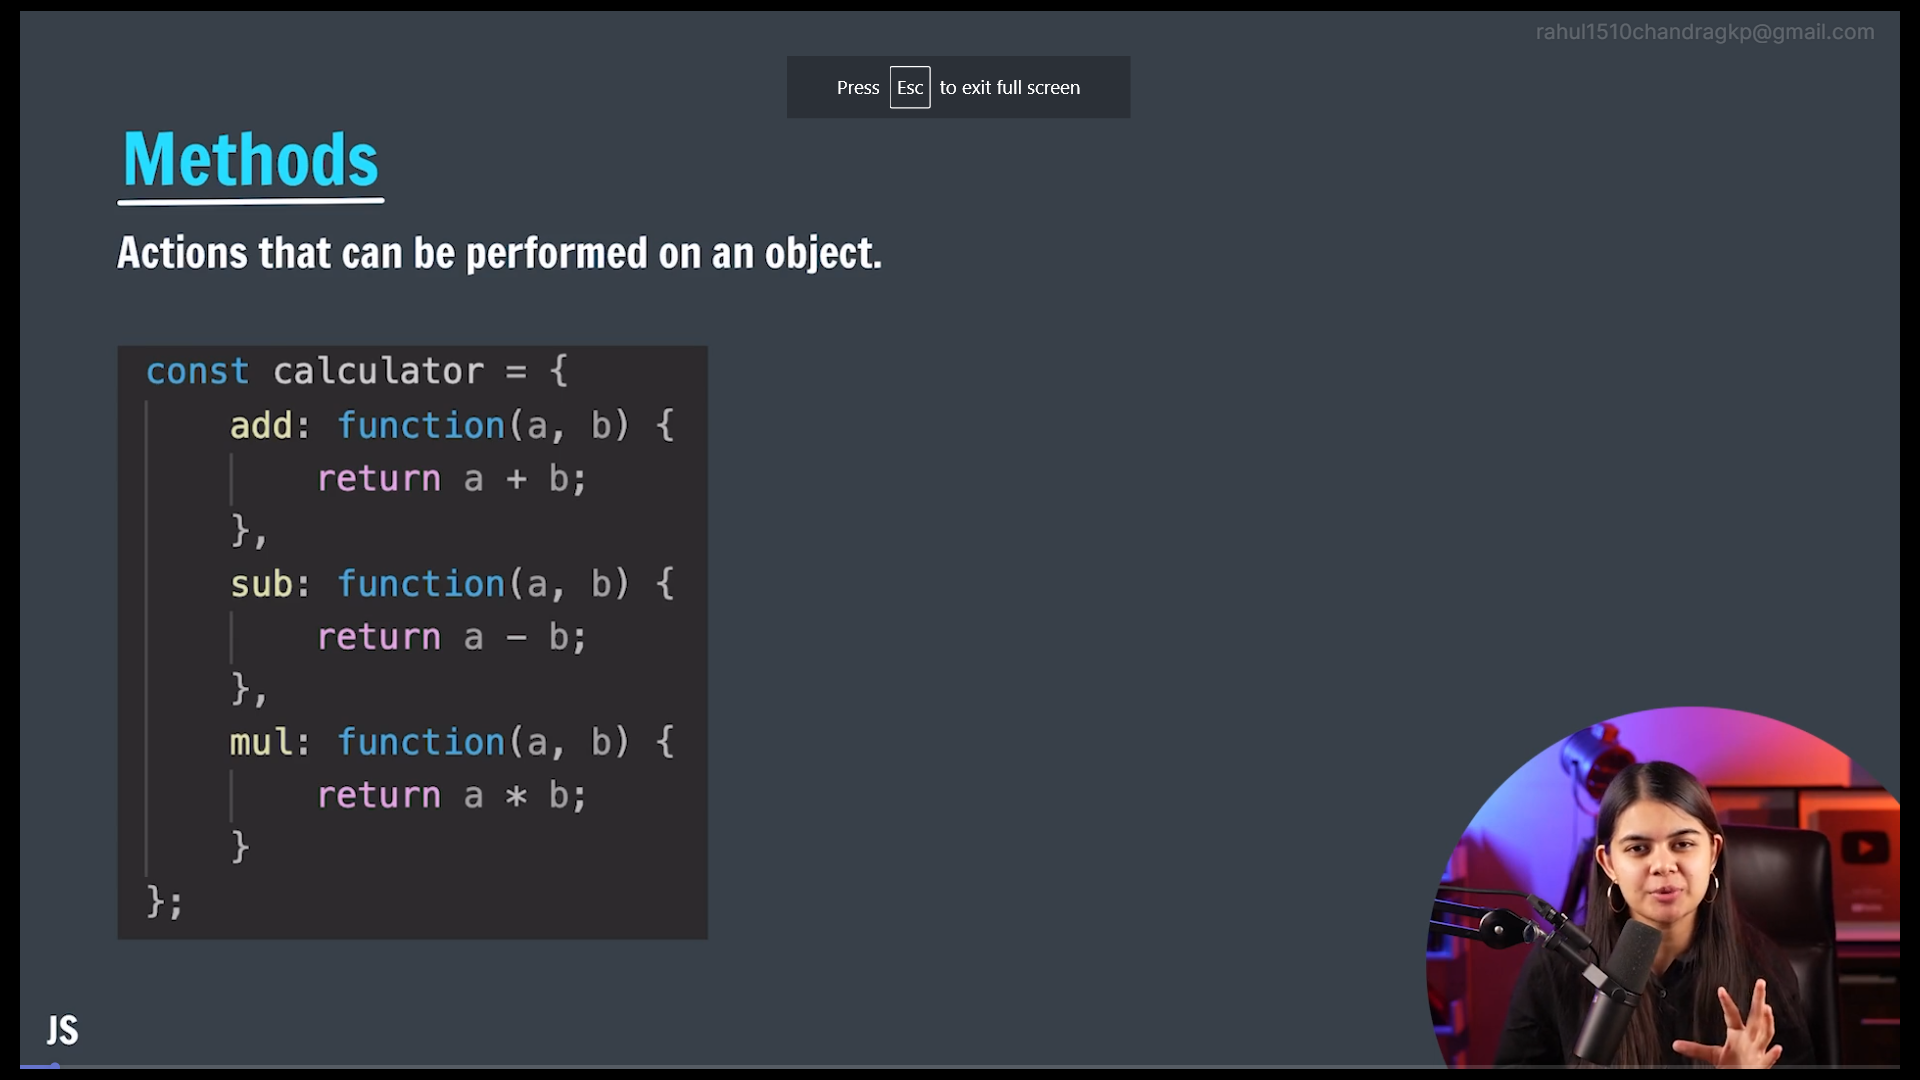 rahul1510chandragkp@gmail.com
Press Esc to exit full screen
Methods
Actions that can be performed on an object.
const calculator = {
    add: function(a, b) {
        return a + b;
    },
    sub: function(a, b) {
        return a - b;
    },
    mul: function(a, b) {
        return a * b;
    }
};
JS